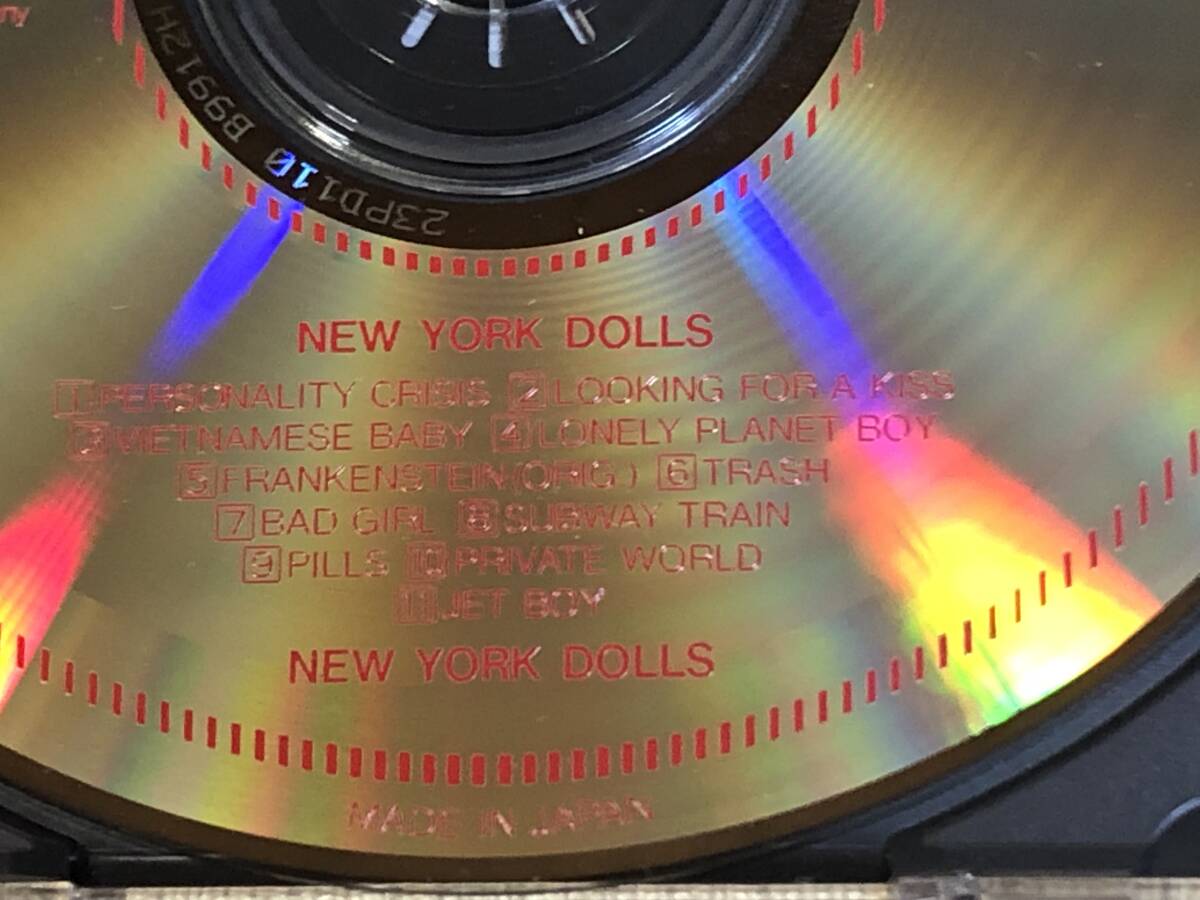 23PD110 B9912H
NEW YORK DOLLS
1 PERSONALITY CRISIS 2 LOOKING FOR A KISS
3 VIETNAMESE BABY 4 LONELY PLANET BOY
5 FRANKENSTEIN(ORIG.) 6 TRASH
7 BAD GIRL 8 SUBWAY TRAIN
9 PILLS 10 PRIVATE WORLD
11 JET BOY
NEW YORK DOLLS
MADE IN JAPAN